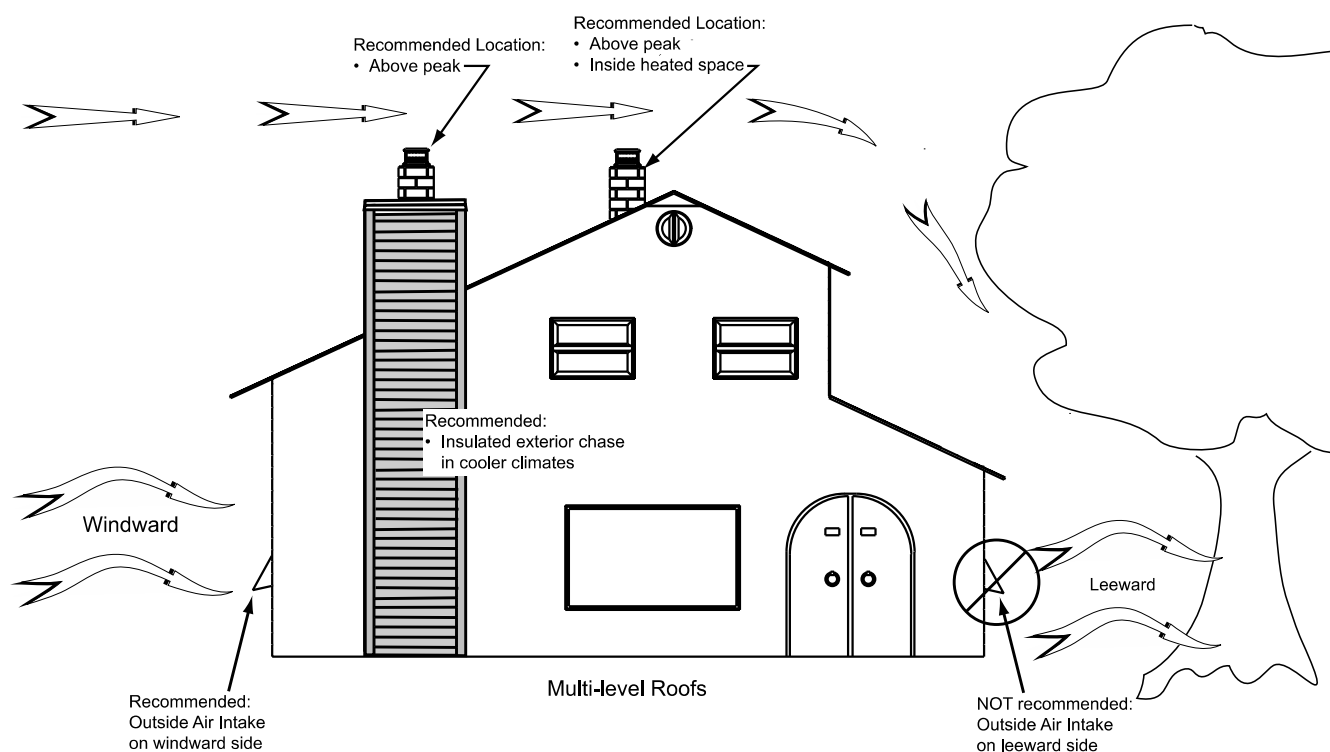 Recommended Location:
• Above peak
Recommended Location:
• Above peak
• Inside heated space
Recommended:
• Insulated exterior chase
in cooler climates
Windward
Leeward
Recommended:
Outside Air Intake
on windward side
Multi-level Roofs
NOT recommended:
Outside Air Intake
on leeward side